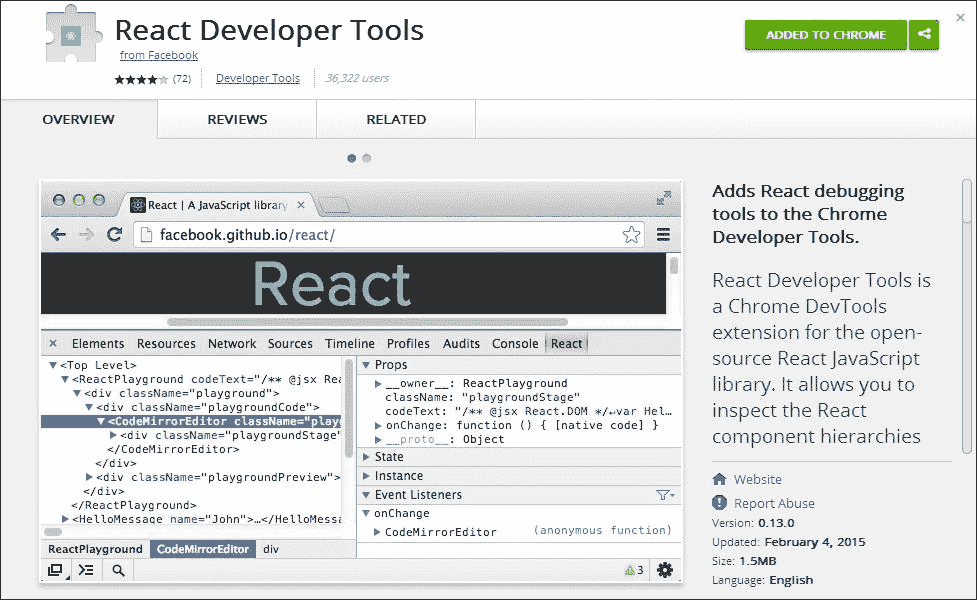 React Developer Tools
from Facebook
(72)
Developer Tools
36,322 users
ADDED TO CHROME
OVERVIEW
REVIEWS
RELATED
React | A JavaScript library
facebook.github.io/react/
React
Elements Resources Network Sources Timeline Profiles Audits Console React
<Top Level>
<ReactPlayground codeText="/** @jsx Rea
<div className="playground">
<div className="playgroundCode">
<CodeMirrorEditor className="play
<div className="playgroundStage"
</CodeMirrorEditor>
</div>
<div className="playgroundPreview">
</div>
</ReactPlayground>
<HelloMessage name="John">…</HelloMessa
ReactPlayground CodeMirrorEditor div
Props
__owner__: ReactPlayground
className: "playgroundStage"
codeText: "/** @jsx React.DOM */↵var Hel…
onChange: function () { [native code] }
__proto__: Object
State
Instance
Event Listeners
onChange
CodeMirrorEditor (anonymous function)
3
Adds React debugging
tools to the Chrome
Developer Tools.
React Developer Tools is
a Chrome DevTools
extension for the open-
source React JavaScript
library. It allows you to
inspect the React
component hierarchies
Website
Report Abuse
Version: 0.13.0
Updated: February 4, 2015
Size: 1.5MB
Language: English